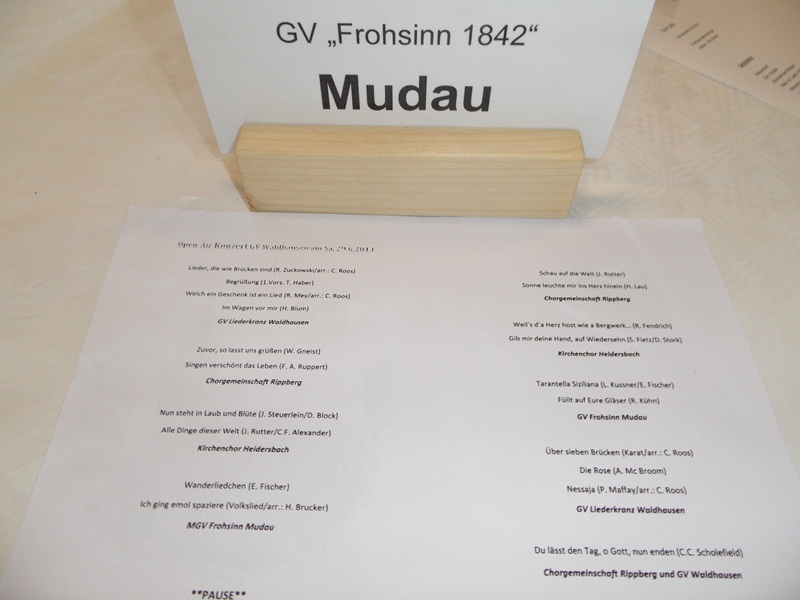 GV „Frohsinn 1842“
Mudau
Open Air Konzert GV Waldhausen am Sa, 29.6.2013
Lieder, die wie Brücken sind (R. Zuckowski/arr.: C. Roos)
Begrüßung (1.Vors. T. Haber)
Welch ein Geschenk ist ein Lied (R. Mey/arr.: C. Roos)
Im Wagen vor mir (H. Blum)
GV Liederkranz Waldhausen
Zuvor, so lasst uns grüßen (W. Gneist)
Singen verschönt das Leben (F. A. Ruppert)
Chorgemeinschaft Rippberg
Nun steht in Laub und Blüte (J. Steuerlein/D. Block)
Alle Dinge dieser Welt (J. Rutter/C.F. Alexander)
Kirchenchor Heidersbach
Wanderliedchen (E. Fischer)
Ich ging emol spaziere (Volkslied/arr.: H. Brucker)
MGV Frohsinn Mudau
**PAUSE**
Schau auf die Welt (J. Rutter)
Sonne leuchte mir ins Herz hinein (H. Lau)
Chorgemeinschaft Rippberg
Weil's d'a Herz host wie a Bergwerk... (R. Fendrich)
Gib mir deine Hand, auf Wiedersehn (S. Fietz/D. Stork)
Kirchenchor Heidersbach
Tarantella Siziliana (L. Kussner/E. Fischer)
Füllt auf Eure Gläser (R. Kühn)
GV Frohsinn Mudau
Über sieben Brücken (Karat/arr.: C. Roos)
Die Rose (A. Mc Broom)
Nessaja (P. Maffay/arr.: C. Roos)
GV Liederkranz Waldhausen
Du lässt den Tag, o Gott, nun enden (C.C. Scholefield)
Chorgemeinschaft Rippberg und GV Waldhausen